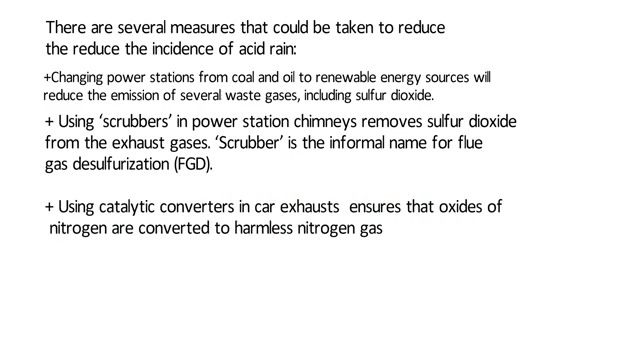 There are several measures that could be taken to reduce
the reduce the incidence of acid rain:
+Changing power stations from coal and oil to renewable energy sources will
reduce the emission of several waste gases, including sulfur dioxide.
+ Using ‘scrubbers’ in power station chimneys removes sulfur dioxide
from the exhaust gases. ‘Scrubber’ is the informal name for flue
gas desulfurization (FGD).
+ Using catalytic converters in car exhausts  ensures that oxides of
nitrogen are converted to harmless nitrogen gas